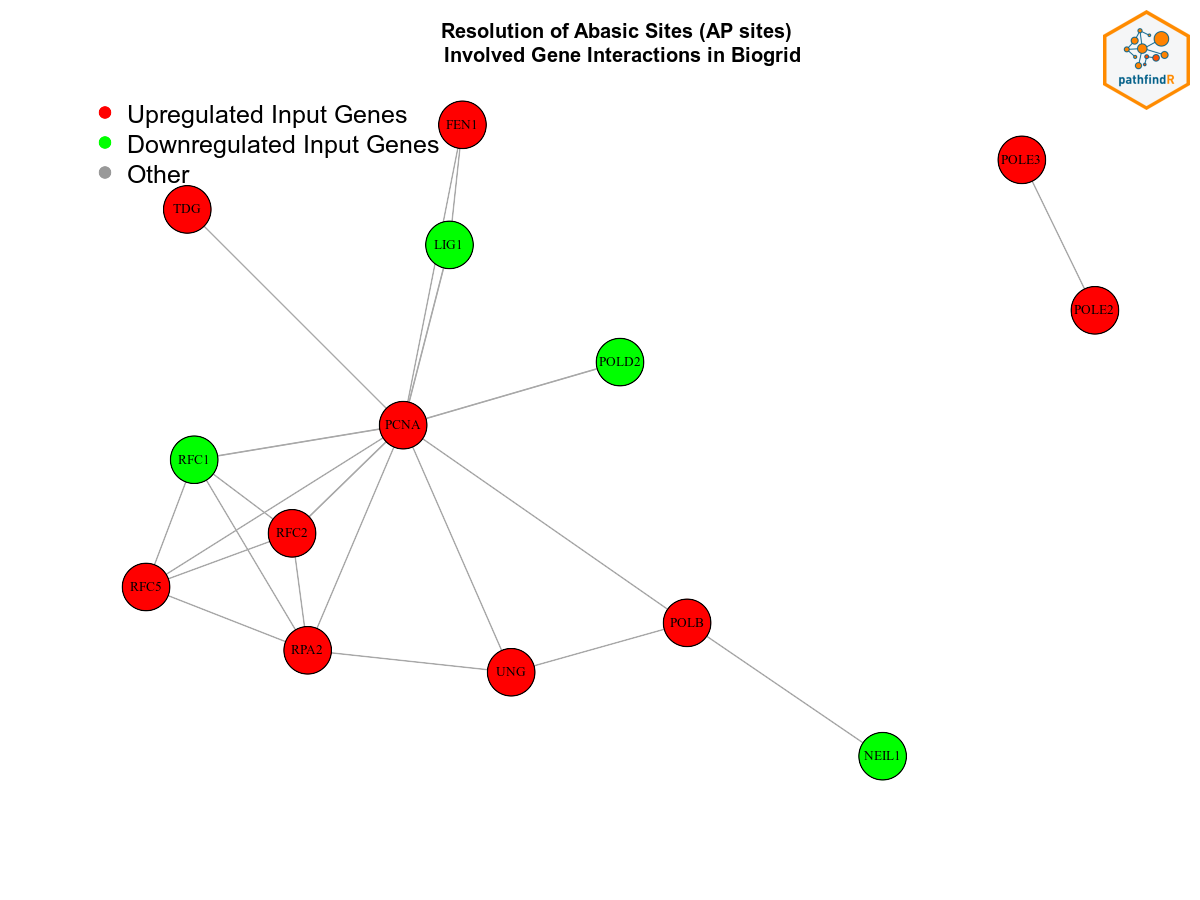 Resolution of Abasic Sites (AP sites)
Involved Gene Interactions in Biogrid
pathfindR
Upregulated Input Genes
Downregulated Input Genes
Other
FEN1
POLE3
TDG
LIG1
POLE2
POLD2
PCNA
RFC1
RFC2
RFC5
POLB
RPA2
UNG
NEIL1